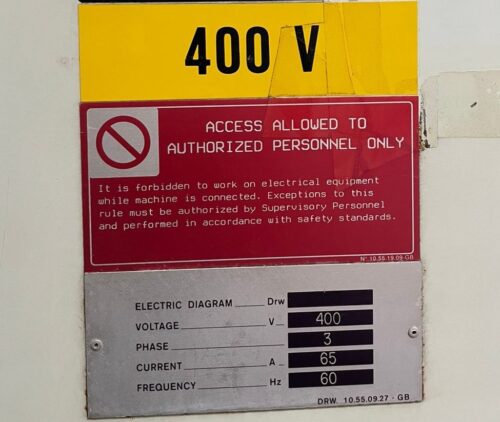 400 V
ACCESS ALLOWED TO
AUTHORIZED PERSONNEL ONLY
It is forbidden to work on electrical equipment
while machine is connected. Exceptions to this
rule must be authorized by Supervisory Personnel
and performed in accordance with safety standards.
N° 10.55.19.09-GB
ELECTRIC DIAGRAM Drw
VOLTAGE V 400
PHASE 3
CURRENT A 65
FREQUENCY Hz 60
DRW. 10.55.09.27 - GB